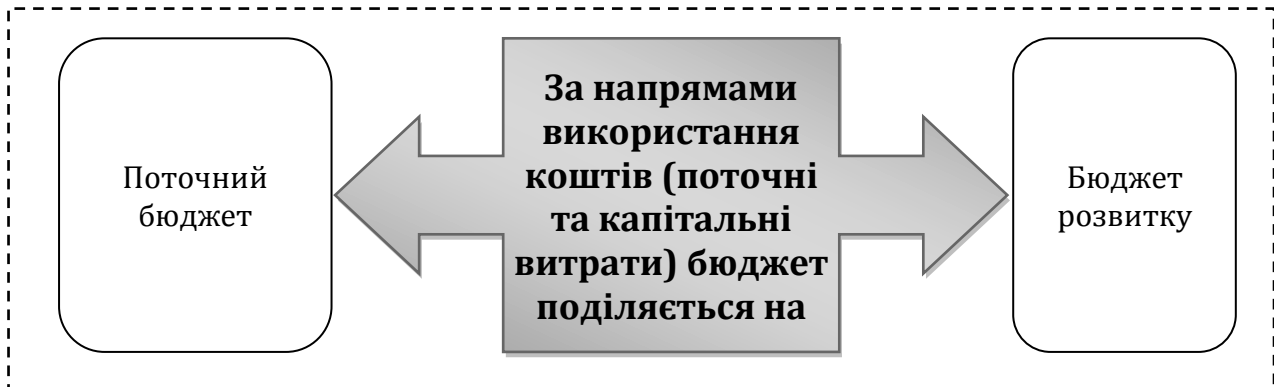 Поточний
бюджет
За напрямами
використання
коштів (поточні
та капітальні
витрати) бюджет
поділяється на
Бюджет
розвитку